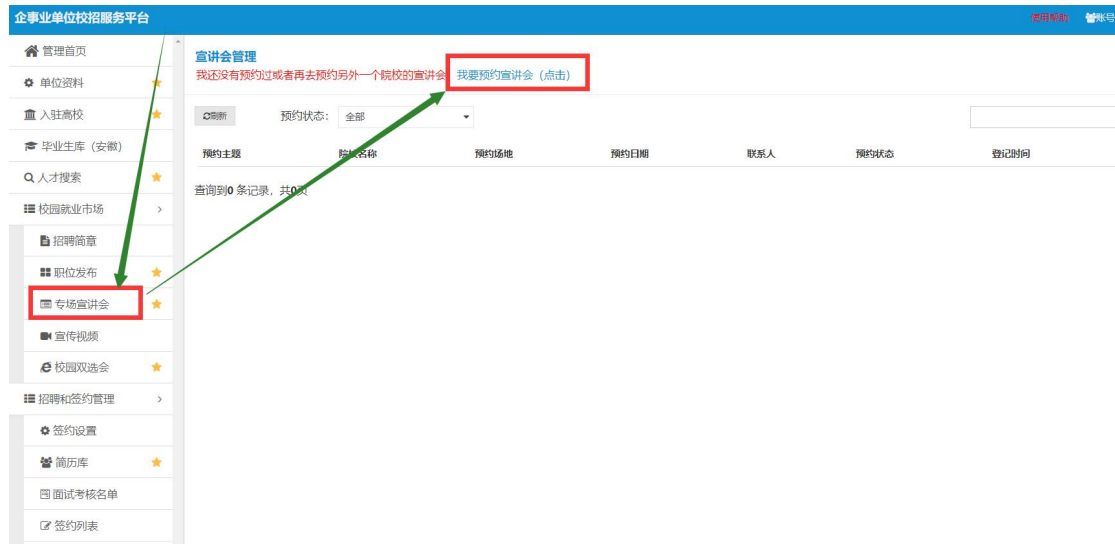 企事业单位校招服务平台
使用帮助 账号
管理首页
单位资料
入驻高校
毕业生库（安徽）
人才搜索
校园就业市场
招聘简章
职位发布
专场宣讲会
宣传视频
校园双选会
招聘和签约管理
签约设置
简历库
面试考核名单
签约列表
宣讲会管理
我还没有预约过或者再去预约另外一个院校的宣讲会 我要预约宣讲会（点击）
刷新 预约状态： 全部
预约主题 院校名称 预约场地 预约日期 联系人 预约状态 登记时间
查询到0 条记录，共0页